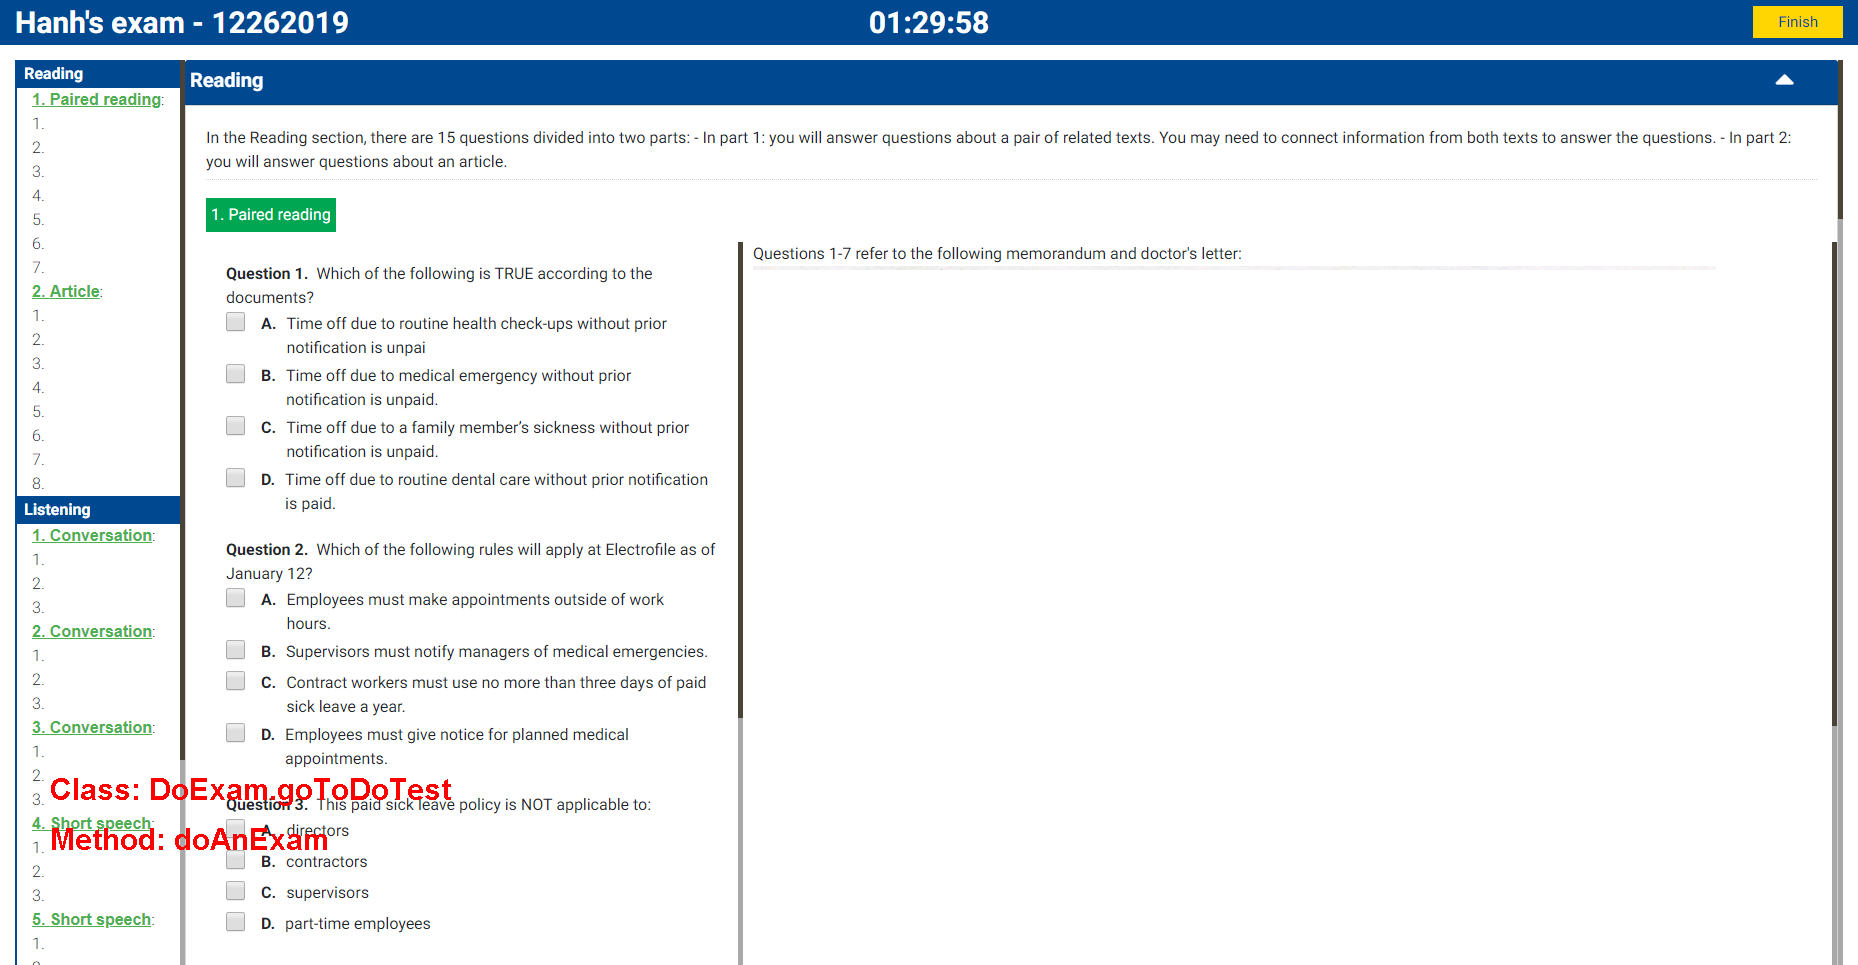 Hanh's exam - 12262019
01:29:58
Finish
Reading
1. Paired reading:
1.
2.
3.
4.
5.
6.
7.
2. Article:
1.
2.
3.
4.
5.
6.
7.
8.
Listening
1. Conversation:
1.
2.
3.
2. Conversation:
1.
2.
3.
3. Conversation:
1.
2.
3.
4. Short speech:
1.
2.
3.
5. Short speech:
1.
Reading
In the Reading section, there are 15 questions divided into two parts: - In part 1: you will answer questions about a pair of related texts. You may need to connect information from both texts to answer the questions. - In part 2:
you will answer questions about an article.
1. Paired reading
Question 1. Which of the following is TRUE according to the
documents?
A. Time off due to routine health check-ups without prior
notification is unpai
B. Time off due to medical emergency without prior
notification is unpaid.
C. Time off due to a family member’s sickness without prior
notification is unpaid.
D. Time off due to routine dental care without prior notification
is paid.
Question 2. Which of the following rules will apply at Electrofile as of
January 12?
A. Employees must make appointments outside of work
hours.
B. Supervisors must notify managers of medical emergencies.
C. Contract workers must use no more than three days of paid
sick leave a year.
D. Employees must give notice for planned medical
appointments.
Question 3. This paid sick leave policy is NOT applicable to:
A. directors
B. contractors
C. supervisors
D. part-time employees
Questions 1-7 refer to the following memorandum and doctor's letter:
Class: DoExam.goToDoTest
Method: doAnExam